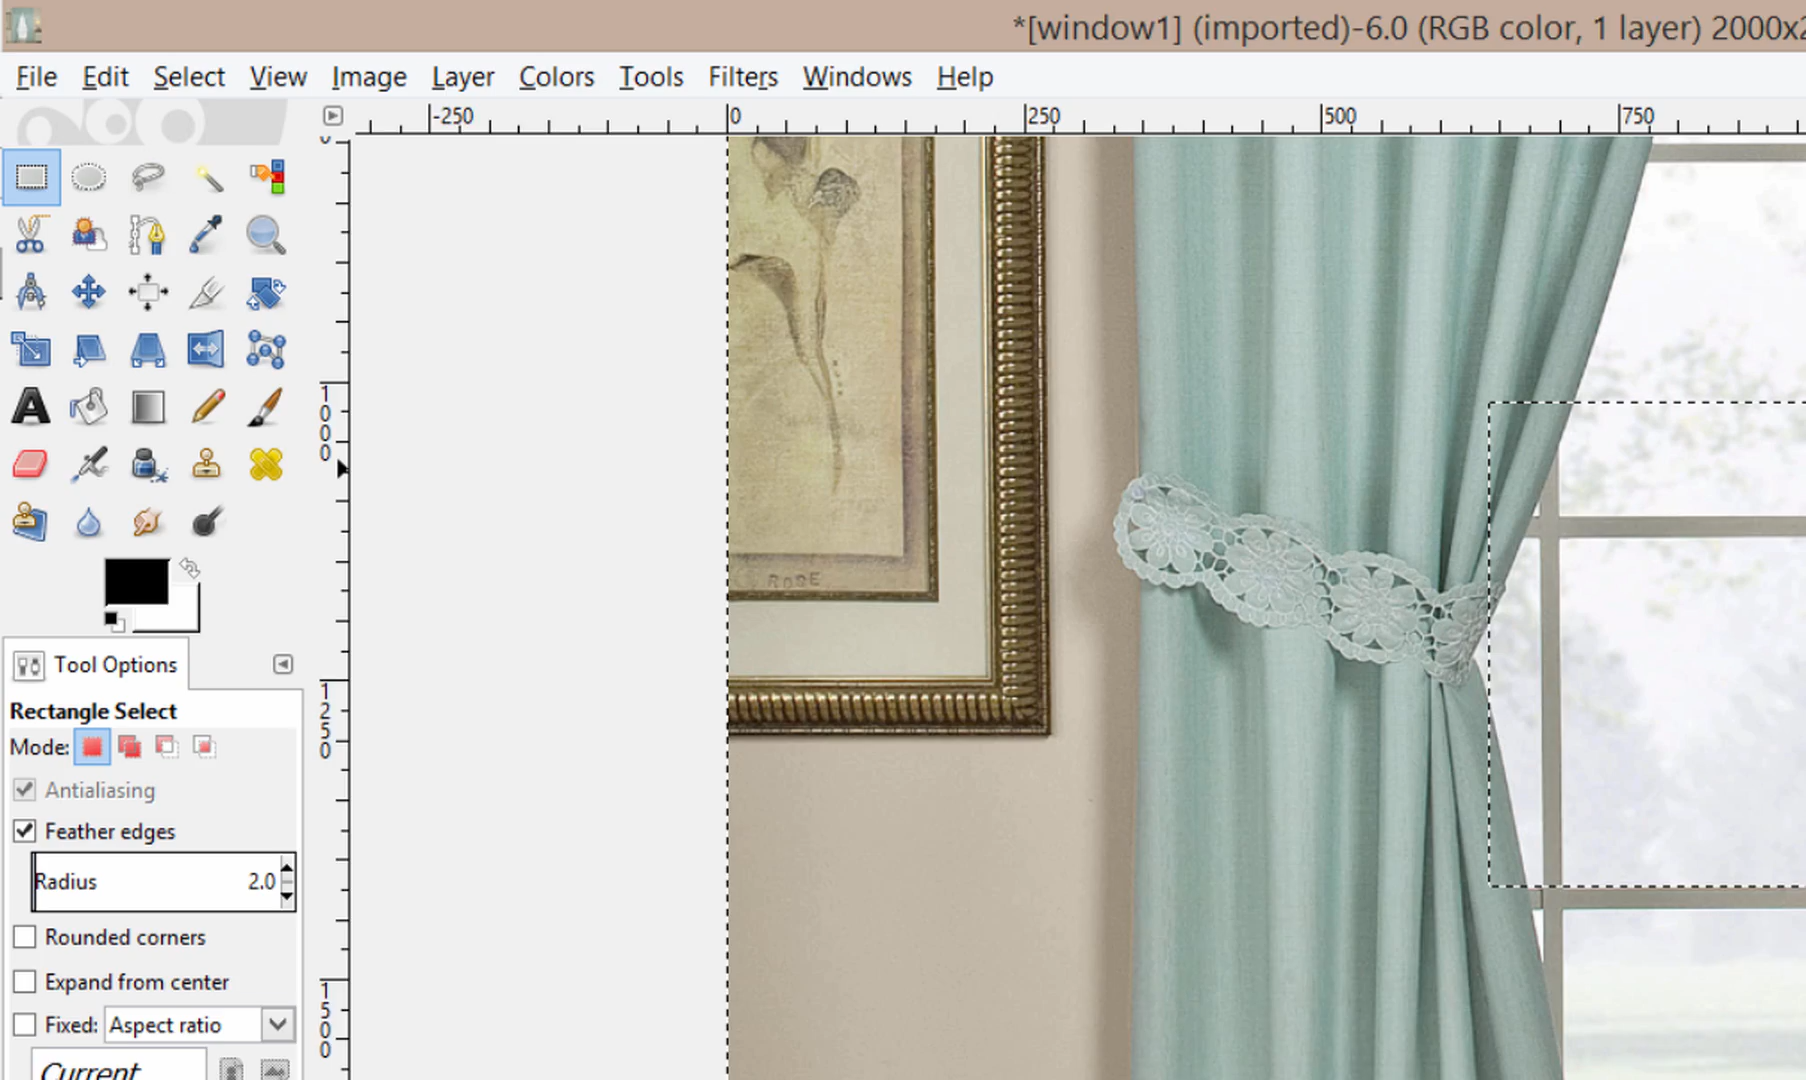 *[window1] (imported)-6.0 (RGB color, 1 layer) 2000x2
File Edit Select View Image Layer Colors Tools Filters Windows Help
-250 0 250 500 750
0
1000
1250
1500
ROSE
Tool Options
Rectangle Select
Mode:
Antialiasing
Feather edges
Radius 2.0
Rounded corners
Expand from center
Fixed: Aspect ratio
Current